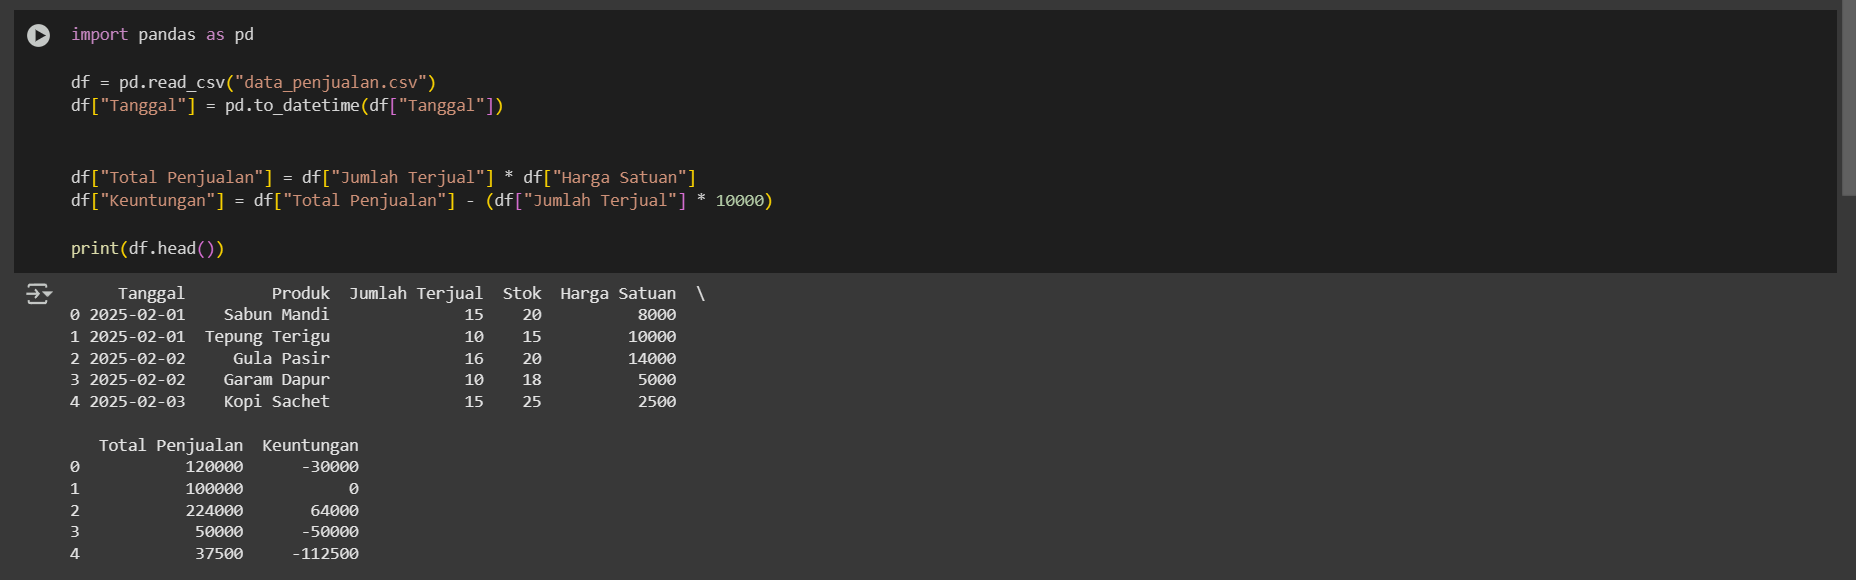 import pandas as pd
df = pd.read_csv("data_penjualan.csv")
df["Tanggal"] = pd.to_datetime(df["Tanggal"])
df["Total Penjualan"] = df["Jumlah Terjual"] * df["Harga Satuan"]
df["Keuntungan"] = df["Total Penjualan"] - (df["Jumlah Terjual"] * 10000)
print(df.head())
Tanggal Produk Jumlah Terjual Stok Harga Satuan \
0 2025-02-01 Sabun Mandi 15 20 8000
1 2025-02-01 Tepung Terigu 10 15 10000
2 2025-02-02 Gula Pasir 16 20 14000
3 2025-02-02 Garam Dapur 10 18 5000
4 2025-02-03 Kopi Sachet 15 25 2500
Total Penjualan Keuntungan
0 120000 -30000
1 100000 0
2 224000 64000
3 50000 -50000
4 37500 -112500